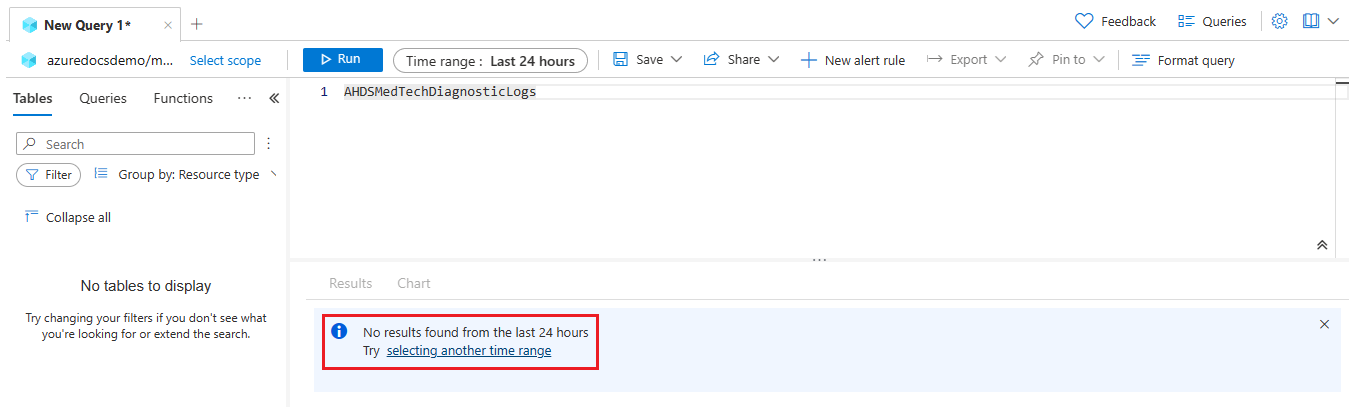 New Query 1*
Feedback Queries
azuredocsdemo/m... Select scope Run Time range : Last 24 hours Save Share New alert rule Export Pin to Format query
Tables Queries Functions ...
1 AHDSMedTechDiagnosticLogs
Search
Filter Group by: Resource type
Collapse all
No tables to display
Try changing your filters if you don't see what
you're looking for or extend the search.
Results Chart
No results found from the last 24 hours
Try selecting another time range